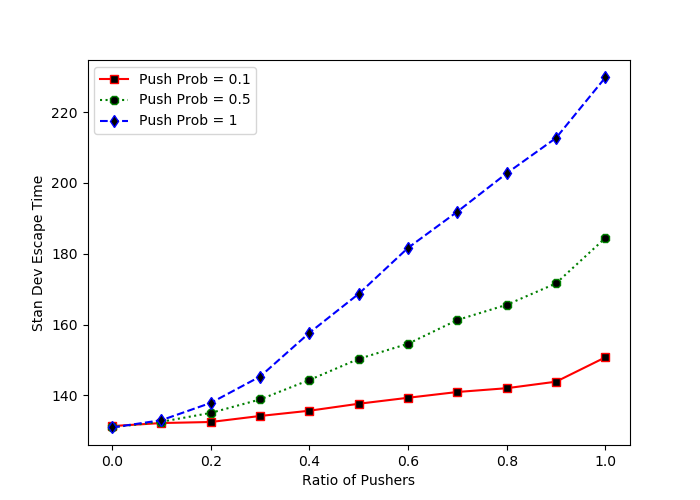 Push Prob = 0.1
Push Prob = 0.5
Push Prob = 1
220
200
180
160
140
Stan Dev Escape Time
0.0 0.2 0.4 0.6 0.8 1.0
Ratio of Pushers